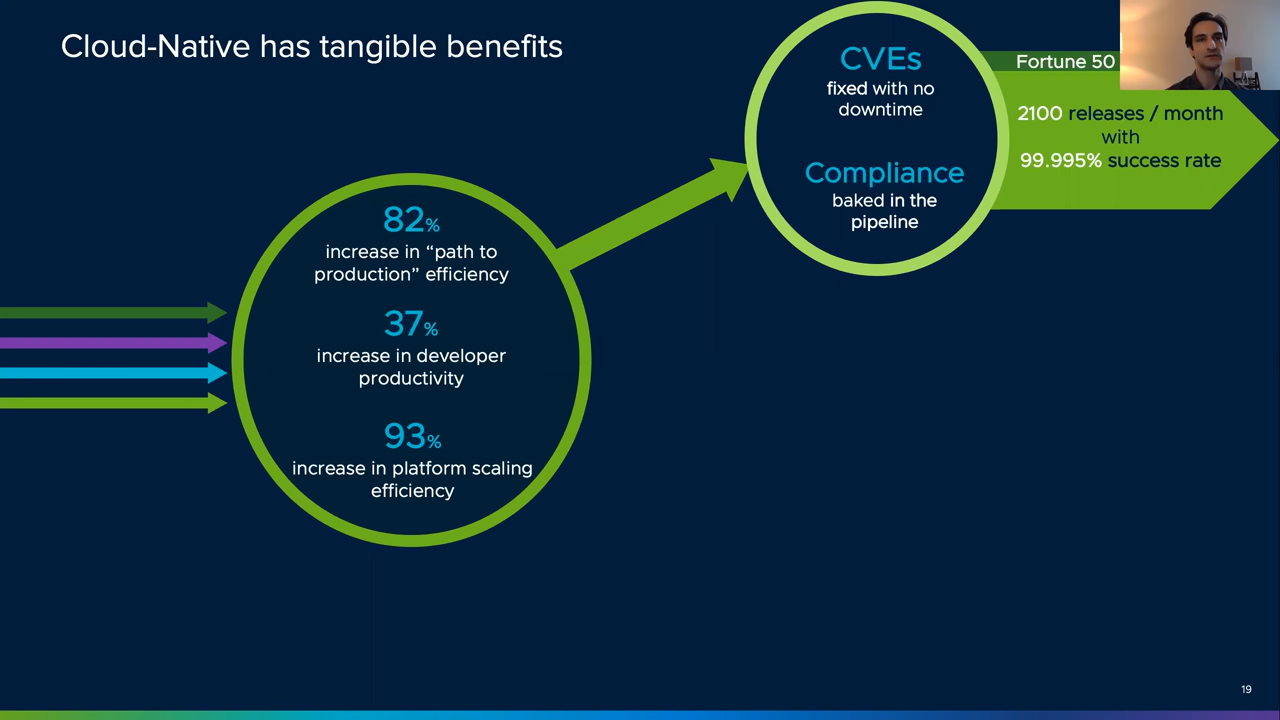 Cloud-Native has tangible benefits
82%
increase in “path to
production” efficiency
37%
increase in developer
productivity
93%
increase in platform scaling
efficiency
CVEs
fixed with no
downtime
Compliance
baked in the
pipeline
Fortune 50
2100 releases / month
with
99.995% success rate
19